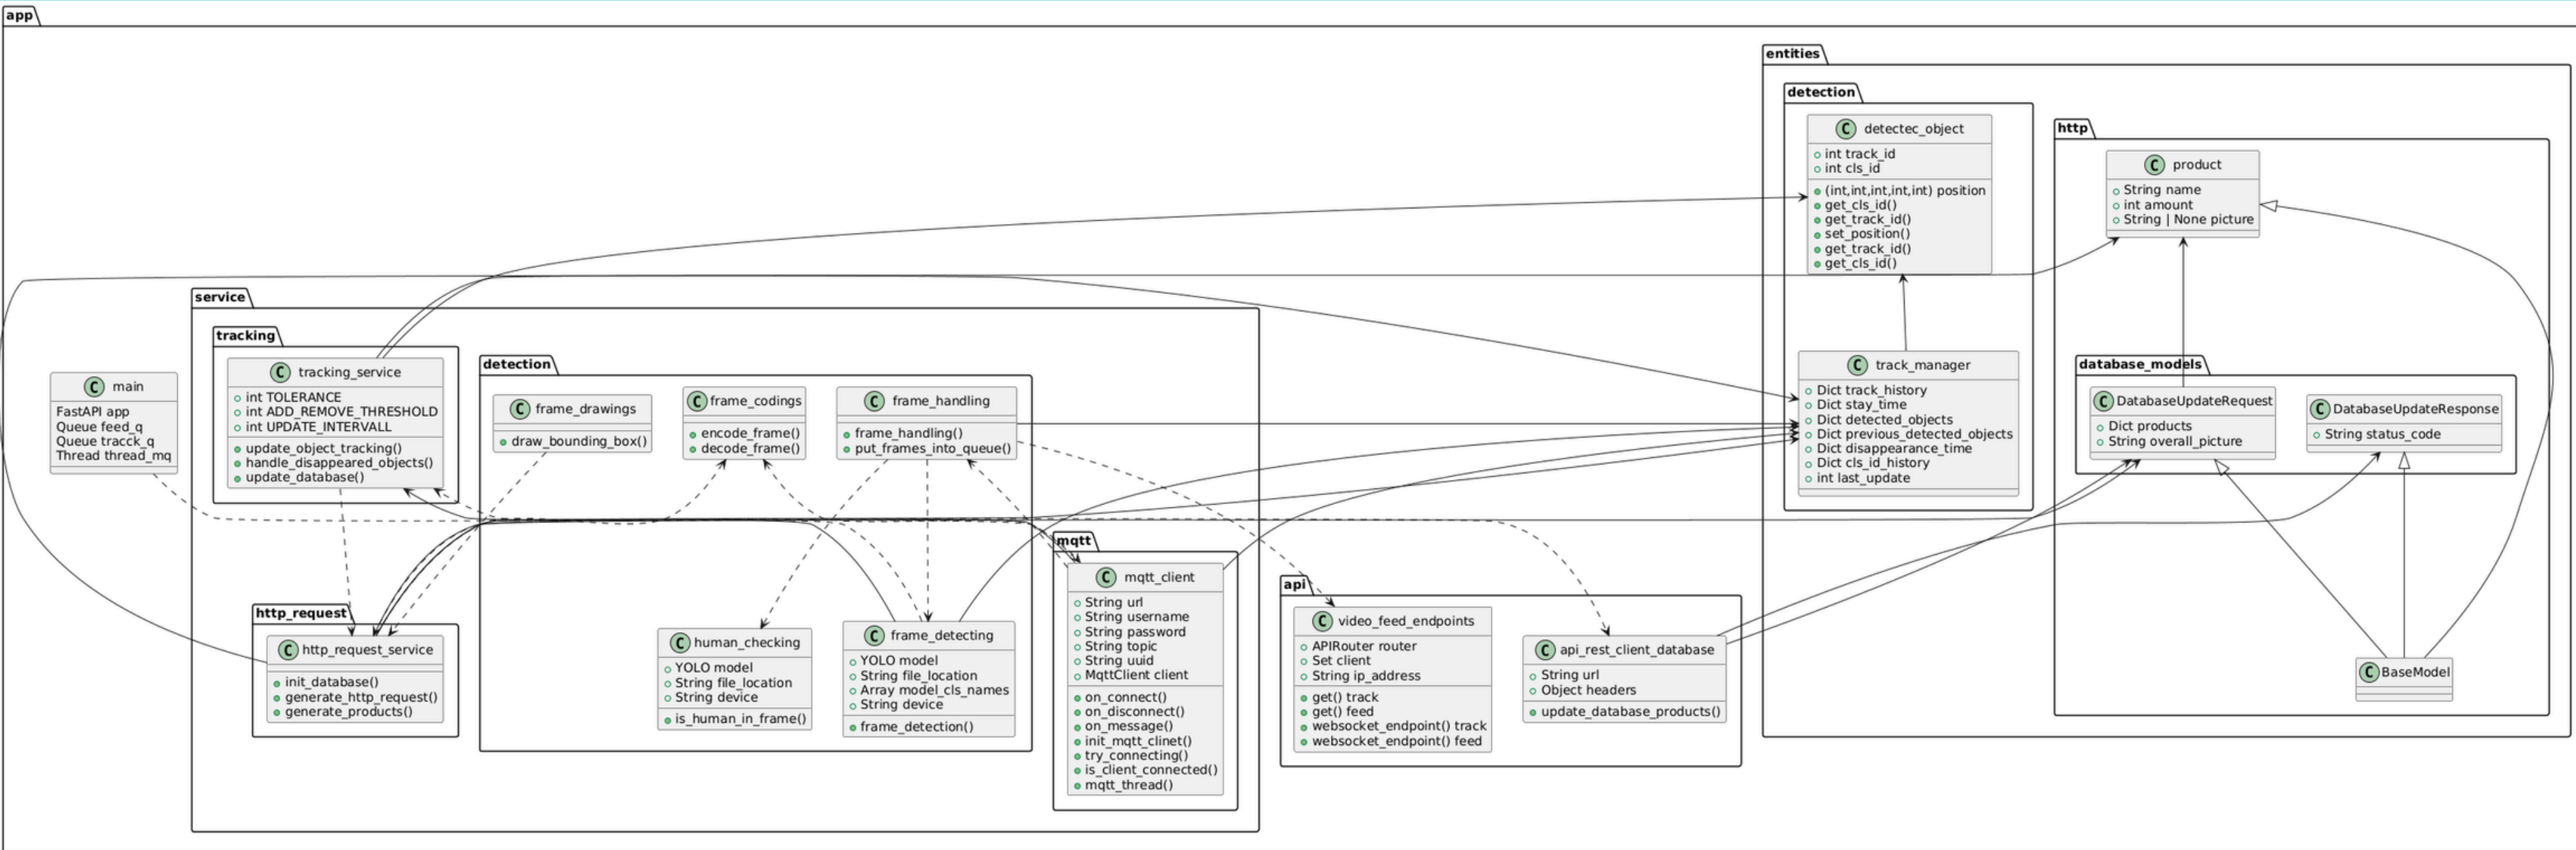 app
entities
detection
C detectec_object
int track_id
int cls_id
(int,int,int,int,int) position
get_cls_id()
get_track_id()
set_position()
get_track_id()
get_cls_id()
http
C product
String name
int amount
String | None picture
service
tracking
C tracking_service
int TOLERANCE
int ADD_REMOVE_THRESHOLD
int UPDATE_INTERVALL
update_object_tracking()
handle_disappeared_objects()
update_database()
C main
FastAPI app
Queue feed_q
Queue tracck_q
Thread thread_mq
detection
C frame_drawings
draw_bounding_box()
C frame_codings
encode_frame()
decode_frame()
C frame_handling
frame_handling()
put_frames_into_queue()
C track_manager
Dict track_history
Dict stay_time
Dict detected_objects
Dict previous_detected_objects
Dict disappearance_time
Dict cls_id_history
int last_update
database_models
C DatabaseUpdateRequest
Dict products
String overall_picture
C DatabaseUpdateResponse
String status_code
http_request
C http_request_service
init_database()
generate_http_request()
generate_products()
C human_checking
YOLO model
String file_location
String device
is_human_in_frame()
C frame_detecting
YOLO model
String file_location
Array model_cls_names
String device
frame_detection()
mqtt
C mqtt_client
String url
String username
String password
String topic
String uuid
MqttClient client
on_connect()
on_disconnect()
on_message()
init_mqtt_clinet()
try_connecting()
is_client_connected()
mqtt_thread()
api
C video_feed_endpoints
APIRouter router
Set client
String ip_address
get() track
get() feed
websocket_endpoint() track
websocket_endpoint() feed
C api_rest_client_database
String url
Object headers
update_database_products()
C BaseModel